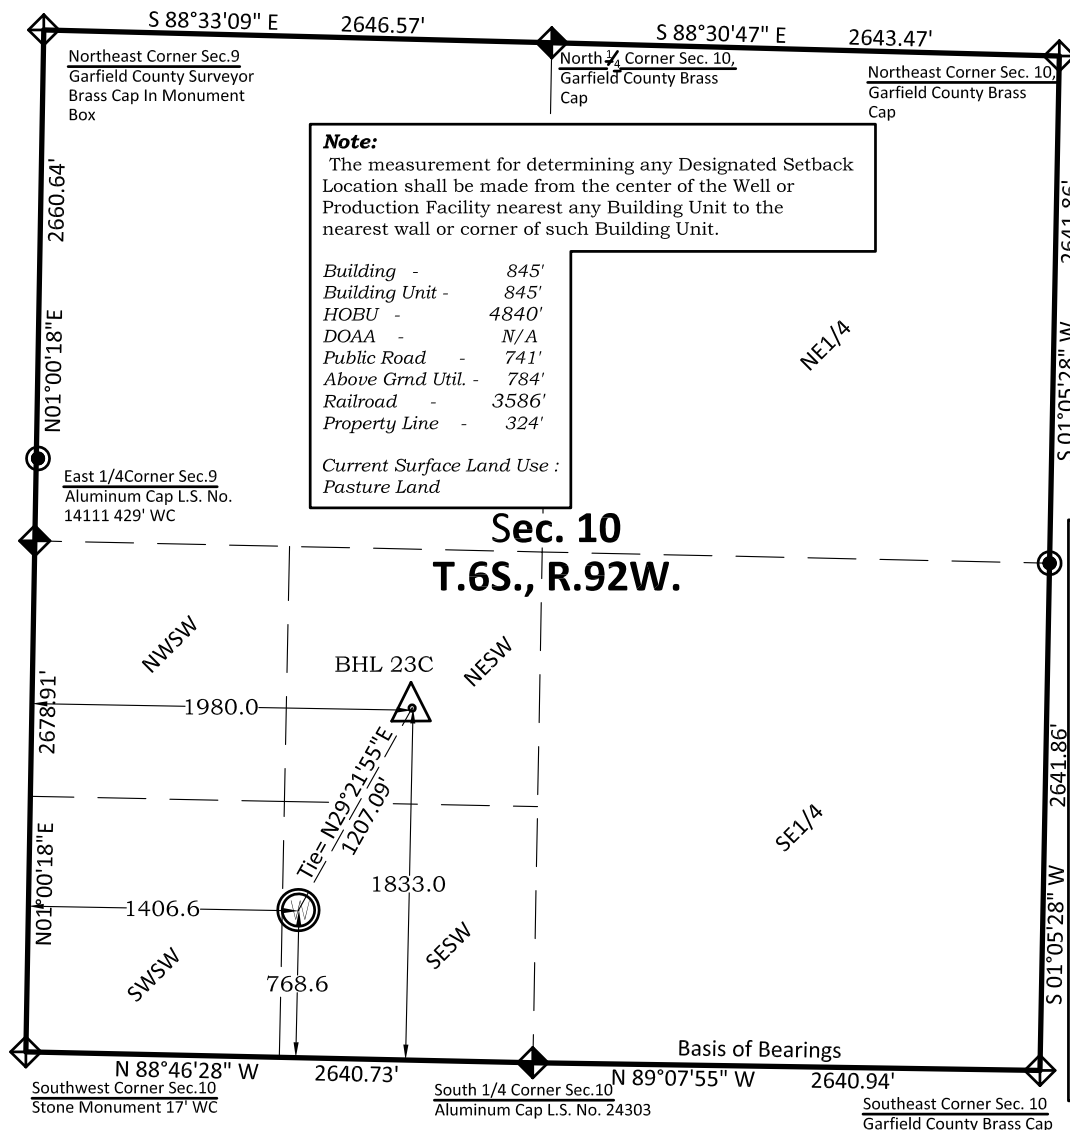 S 88°33'09" E 2646.57'
S 88°30'47" E 2643.47'
Northeast Corner Sec.9
Garfield County Surveyor
Brass Cap In Monument
Box
North 1/4 Corner Sec. 10,
Garfield County Brass
Cap
Northeast Corner Sec. 10,
Garfield County Brass
Cap
Note:
The measurement for determining any Designated Setback
Location shall be made from the center of the Well or
Production Facility nearest any Building Unit to the
nearest wall or corner of such Building Unit.
Building - 845'
Building Unit - 845'
HOBU - 4840'
DOAA - N/A
Public Road - 741'
Above Grnd Util. - 784'
Railroad - 3586'
Property Line - 324'
Current Surface Land Use :
Pasture Land
2660.64'
N01°00'18"E
2641.86'
S 01°05'28" W
NE1/4
East 1/4Corner Sec.9
Aluminum Cap L.S. No.
14111 429' WC
Sec. 10
T.6S., R.92W.
NWSW
NESW
BHL 23C
1980.0
2678.91'
N01°00'18"E
Tie= N29°21'55"E
1207.09'
1833.0
1406.6
W
768.6
SWSW
SESW
SE1/4
2641.86'
S 01°05'28" W
Basis of Bearings
N 88°46'28" W 2640.73'
N 89°07'55" W 2640.94'
Southwest Corner Sec.10
Stone Monument 17' WC
South 1/4 Corner Sec.10
Aluminum Cap L.S. No. 24303
Southeast Corner Sec. 10
Garfield County Brass Cap